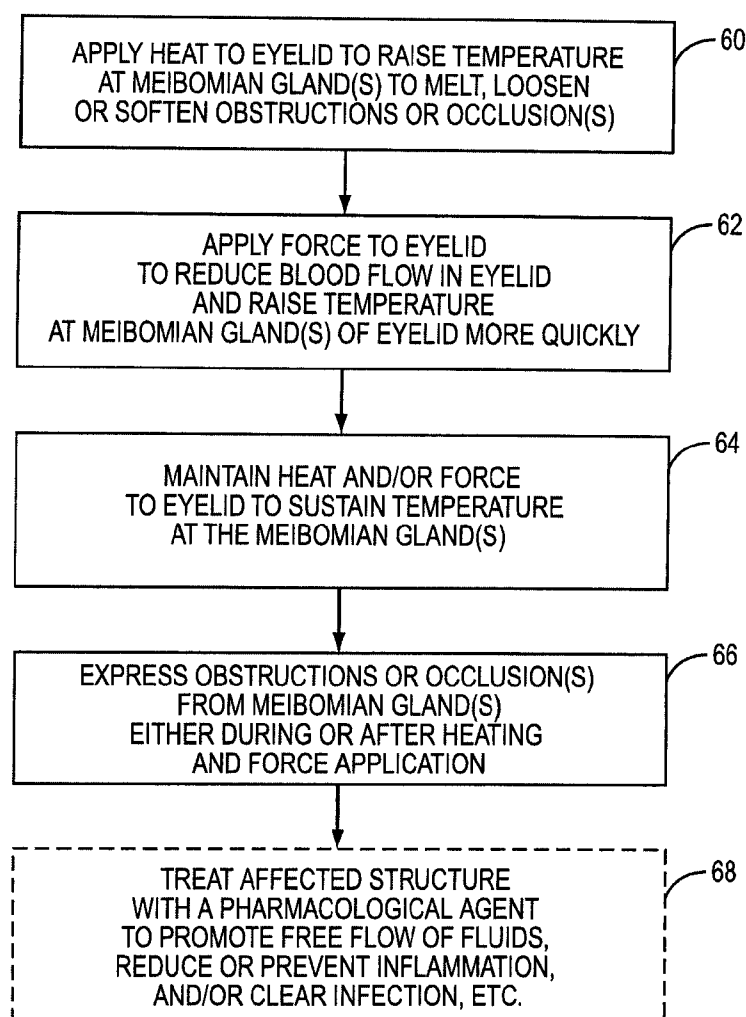 APPLY HEAT TO EYELID TO RAISE TEMPERATURE
AT MEIBOMIAN GLAND(S) TO MELT, LOOSEN
OR SOFTEN OBSTRUCTIONS OR OCCLUSION(S)
60
APPLY FORCE TO EYELID
TO REDUCE BLOOD FLOW IN EYELID
AND RAISE TEMPERATURE
AT MEIBOMIAN GLAND(S) OF EYELID MORE QUICKLY
62
MAINTAIN HEAT AND/OR FORCE
TO EYELID TO SUSTAIN TEMPERATURE
AT THE MEIBOMIAN GLAND(S)
64
EXPRESS OBSTRUCTIONS OR OCCLUSION(S)
FROM MEIBOMIAN GLAND(S)
EITHER DURING OR AFTER HEATING
AND FORCE APPLICATION
66
TREAT AFFECTED STRUCTURE
WITH A PHARMACOLOGICAL AGENT
TO PROMOTE FREE FLOW OF FLUIDS,
REDUCE OR PREVENT INFLAMMATION,
AND/OR CLEAR INFECTION, ETC.
68